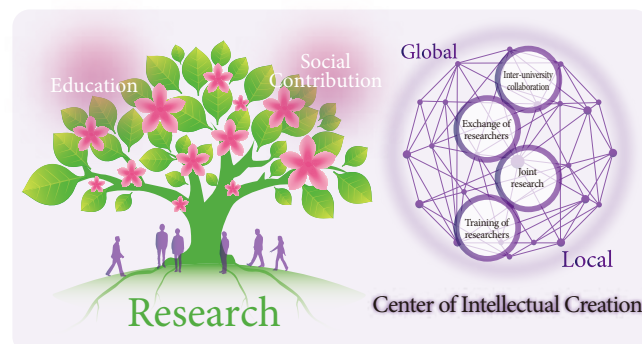 Education
Social
Contribution
Research
Global
Inter-university
collaboration
Exchange of
researchers
Joint
research
Training of
researchers
Local
Center of Intellectual Creation